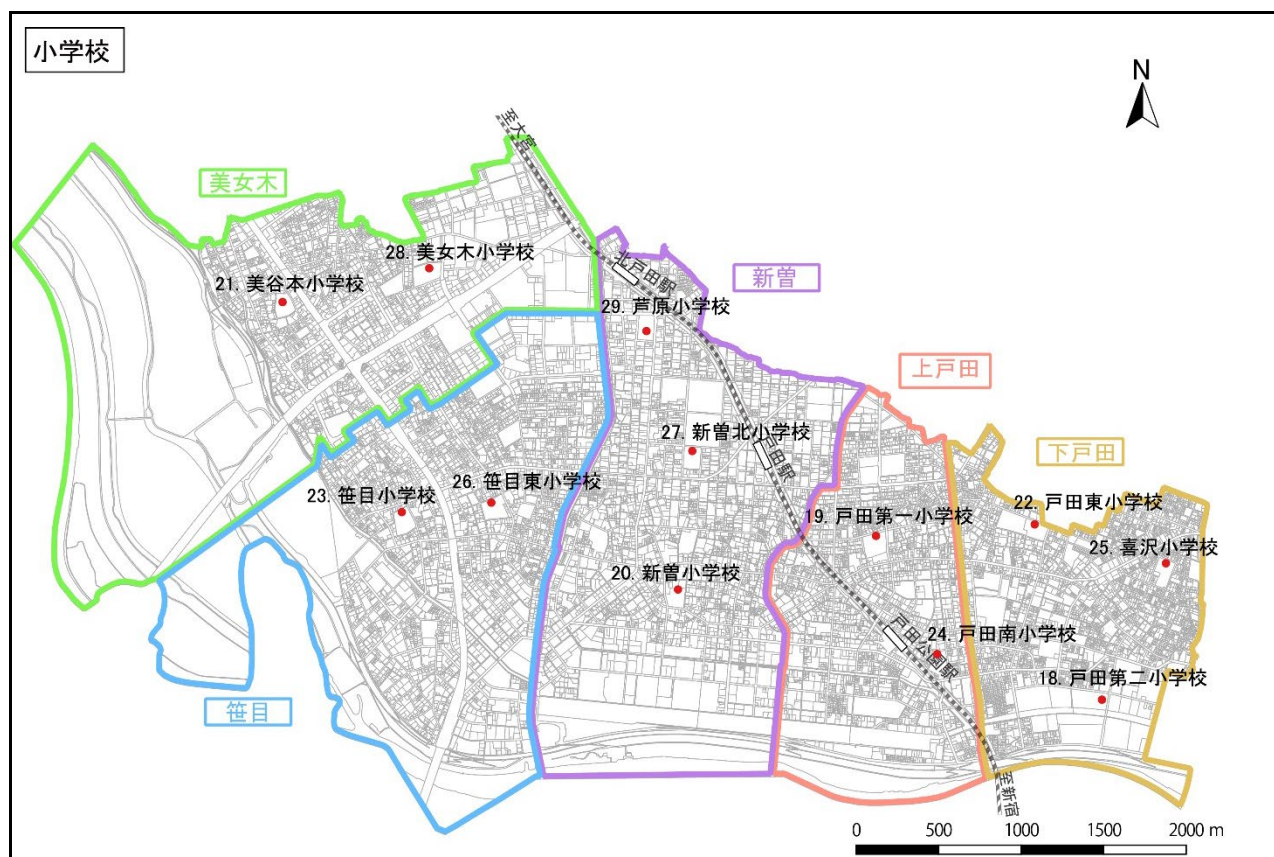 小学校
N
至大宮
美女木
28. 美女木小学校
21. 美谷本小学校
北戸田駅
新曽
29. 芦原小学校
上戸田
27. 新曽北小学校
戸田駅
下戸田
26. 笹目東小学校
23. 笹目小学校
19. 戸田第一小学校
22. 戸田東小学校
25. 喜沢小学校
20. 新曽小学校
戸田公園駅
24. 戸田南小学校
18. 戸田第二小学校
笹目
至新宿
0 500 1000 1500 2000 m